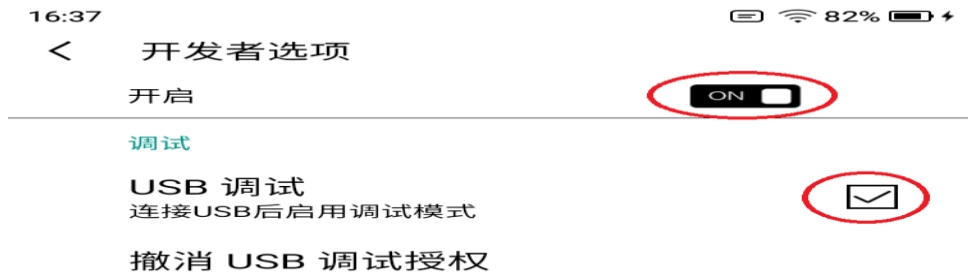 16:37 82%
< 开发者选项
开启 ON
调试
USB 调试
连接USB后启用调试模式
撤消 USB 调试授权